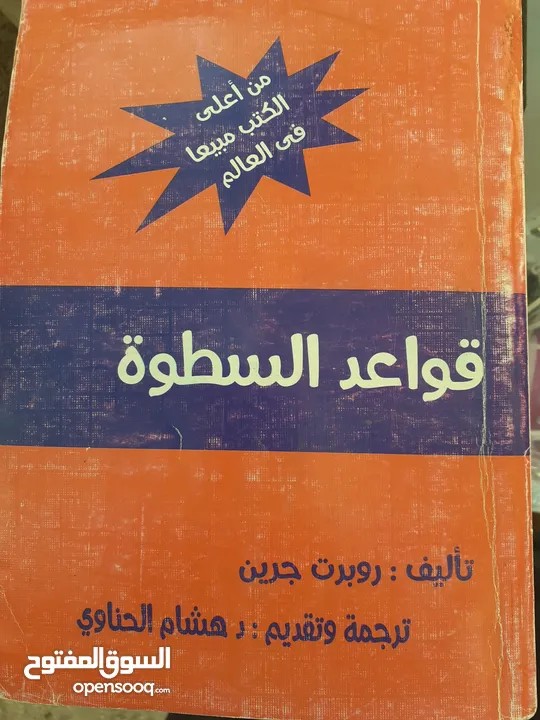 من أعلى
الكتب مبيعا
فى العالم
قواعد السطوة
تأليف : روبرت جرين
ترجمة وتقديم : د هشام الحناوي
السوق المفتوح
opensooq.com